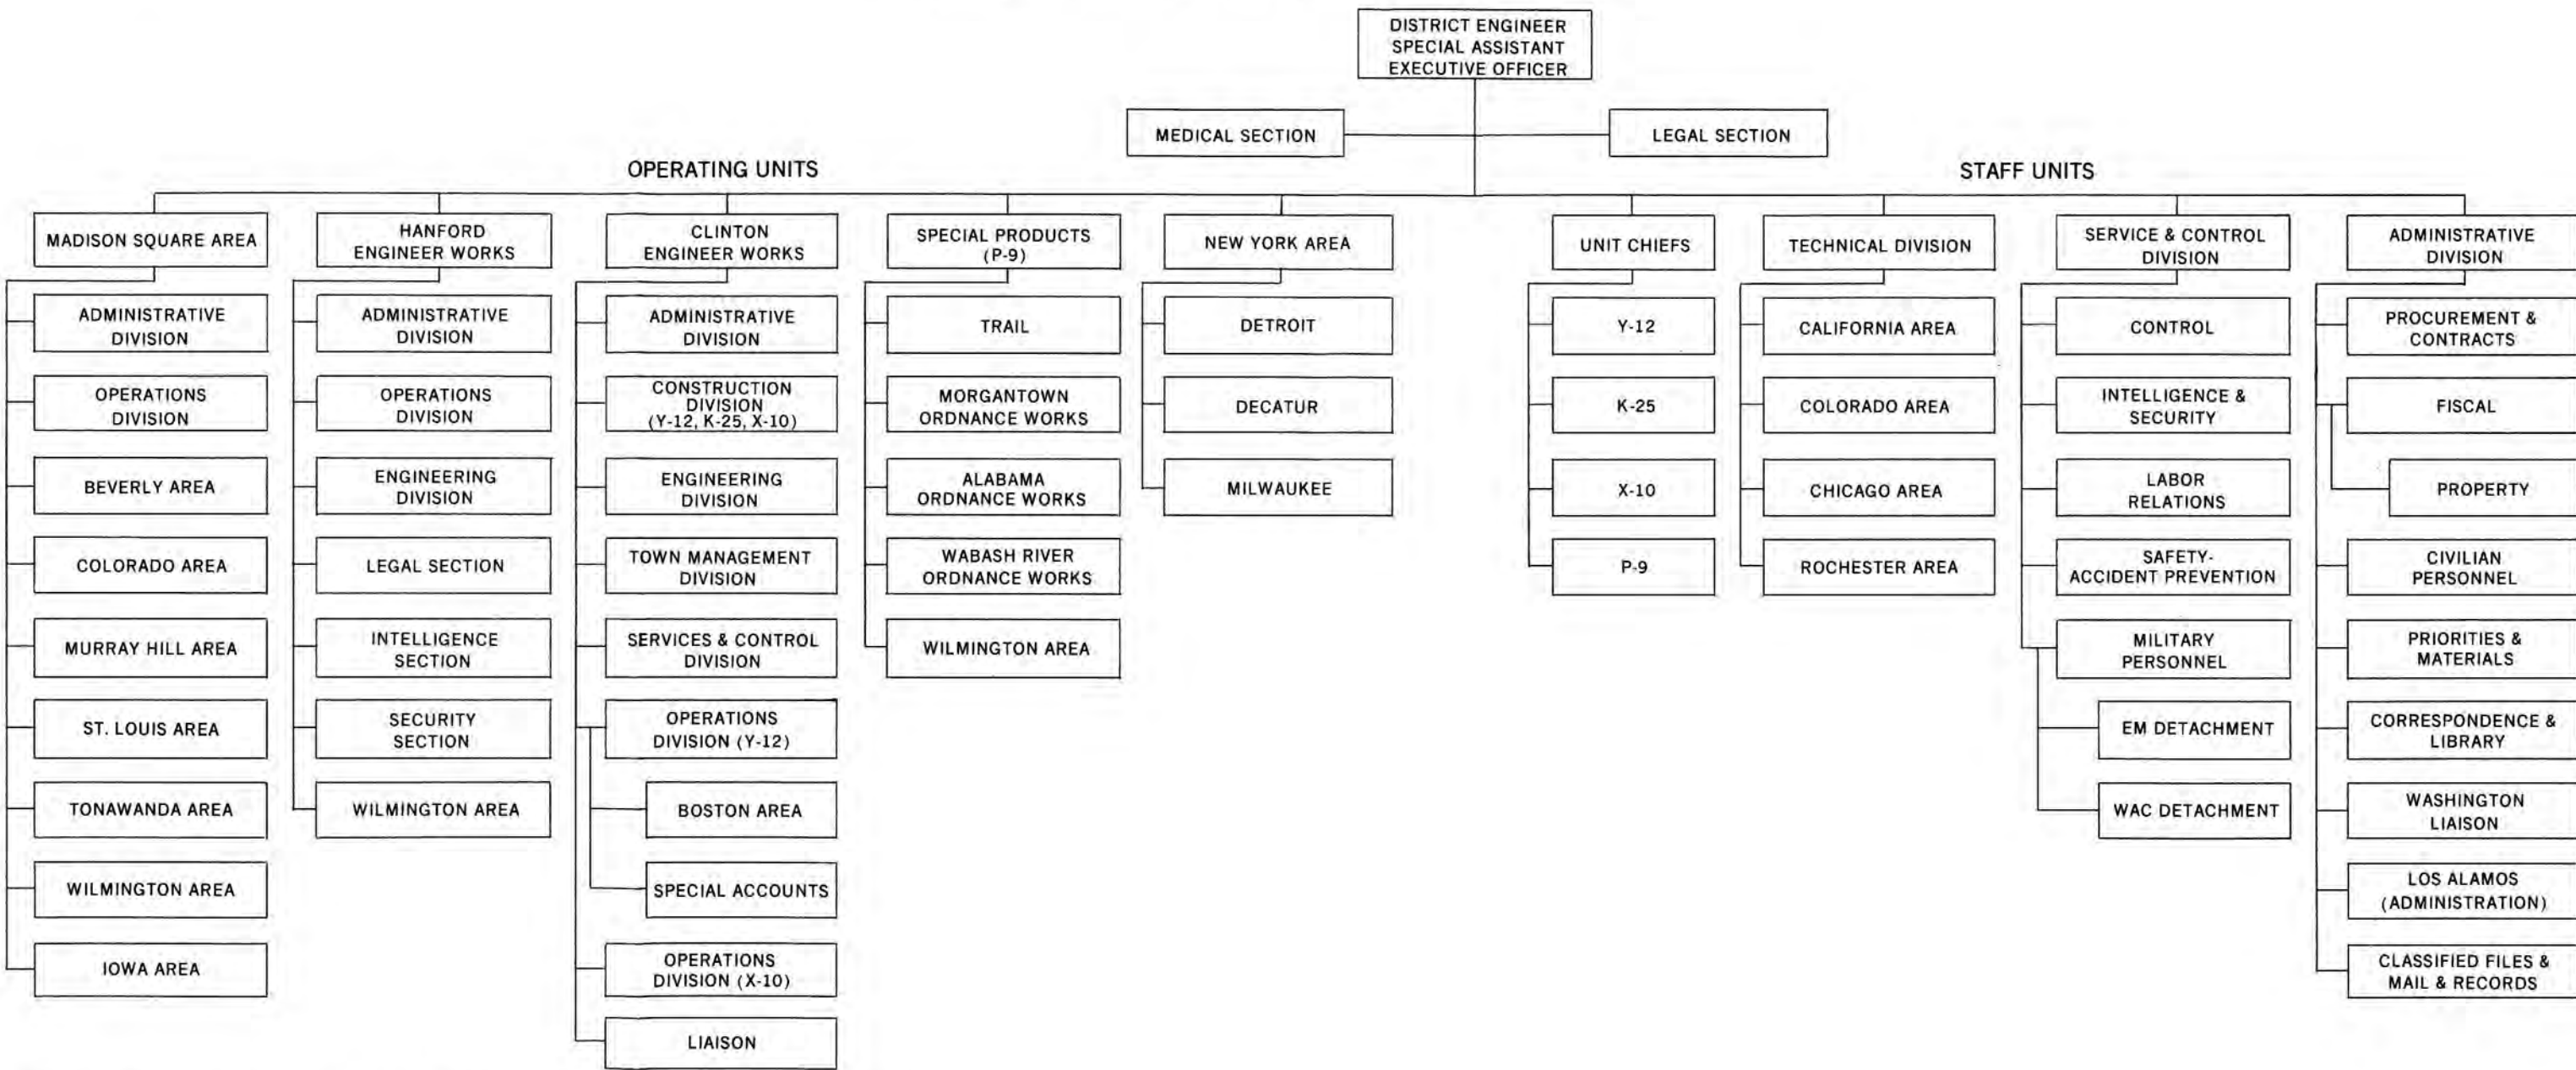 DISTRICT ENGINEER
SPECIAL ASSISTANT
EXECUTIVE OFFICER
MEDICAL SECTION
LEGAL SECTION
OPERATING UNITS
STAFF UNITS
MADISON SQUARE AREA
ADMINISTRATIVE
DIVISION
OPERATIONS
DIVISION
BEVERLY AREA
COLORADO AREA
MURRAY HILL AREA
ST. LOUIS AREA
TONAWANDA AREA
WILMINGTON AREA
IOWA AREA
HANFORD
ENGINEER WORKS
ADMINISTRATIVE
DIVISION
OPERATIONS
DIVISION
ENGINEERING
DIVISION
LEGAL SECTION
INTELLIGENCE
SECTION
SECURITY
SECTION
WILMINGTON AREA
CLINTON
ENGINEER WORKS
ADMINISTRATIVE
DIVISION
CONSTRUCTION
DIVISION
(Y-12, K-25, X-10)
ENGINEERING
DIVISION
TOWN MANAGEMENT
DIVISION
SERVICES & CONTROL
DIVISION
OPERATIONS
DIVISION (Y-12)
BOSTON AREA
SPECIAL ACCOUNTS
OPERATIONS
DIVISION (X-10)
LIAISON
SPECIAL PRODUCTS
(P-9)
TRAIL
MORGANTOWN
ORDNANCE WORKS
ALABAMA
ORDNANCE WORKS
WABASH RIVER
ORDNANCE WORKS
WILMINGTON AREA
NEW YORK AREA
DETROIT
DECATUR
MILWAUKEE
UNIT CHIEFS
Y-12
K-25
X-10
P-9
TECHNICAL DIVISION
CALIFORNIA AREA
COLORADO AREA
CHICAGO AREA
ROCHESTER AREA
SERVICE & CONTROL
DIVISION
CONTROL
INTELLIGENCE &
SECURITY
LABOR
RELATIONS
SAFETY-
ACCIDENT PREVENTION
MILITARY
PERSONNEL
EM DETACHMENT
WAC DETACHMENT
ADMINISTRATIVE
DIVISION
PROCUREMENT &
CONTRACTS
FISCAL
PROPERTY
CIVILIAN
PERSONNEL
PRIORITIES &
MATERIALS
CORRESPONDENCE &
LIBRARY
WASHINGTON
LIAISON
LOS ALAMOS
(ADMINISTRATION)
CLASSIFIED FILES &
MAIL & RECORDS